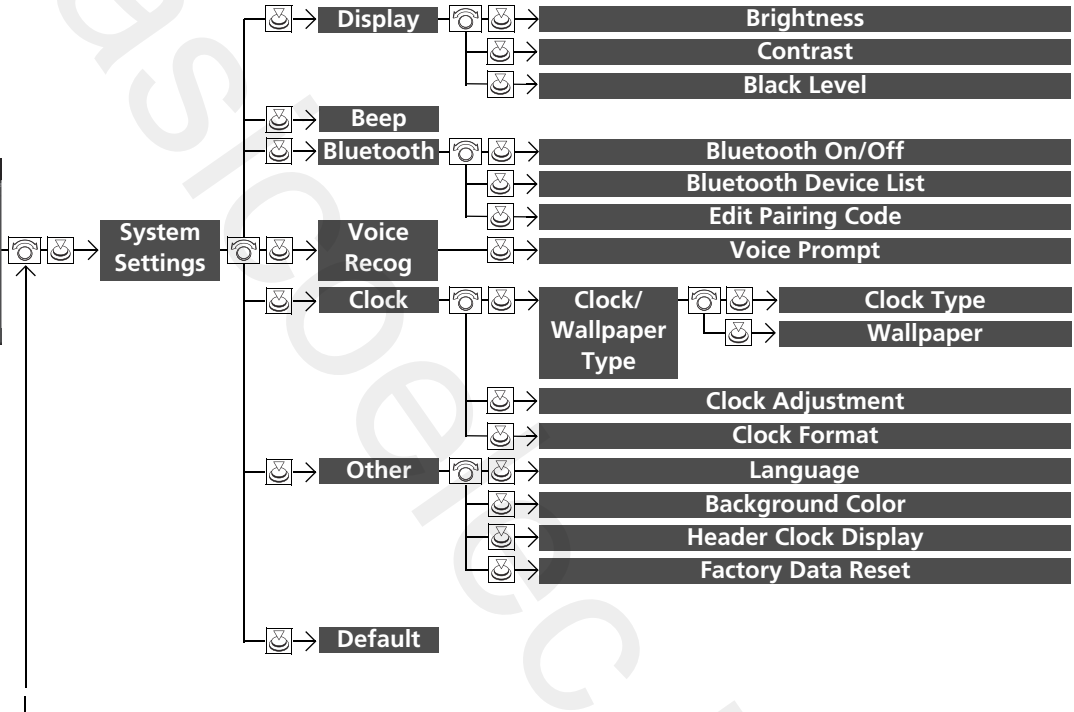 Display
Brightness
Contrast
Black Level
Beep
Bluetooth
Bluetooth On/Off
Bluetooth Device List
Edit Pairing Code
System
Settings
Voice
Recog
Voice Prompt
Clock
Clock/
Wallpaper
Type
Clock Type
Wallpaper
Clock Adjustment
Clock Format
Other
Language
Background Color
Header Clock Display
Factory Data Reset
Default